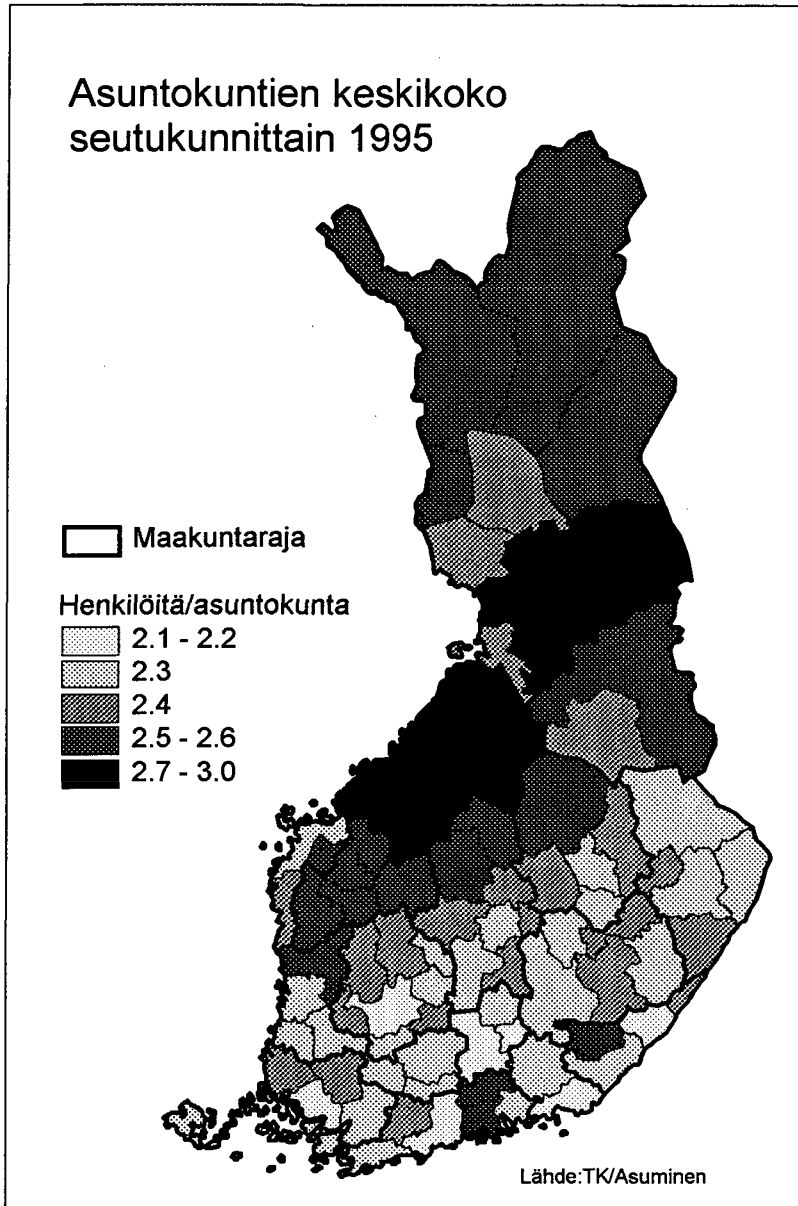 Asuntokuntien keskikoko
seutukunnittain 1995
Maakuntaraja
Henkilöitä/asuntokunta
2.1 - 2.2
2.3
2.4
2.5 - 2.6
2.7 - 3.0
Lähde:TK/Asuminen